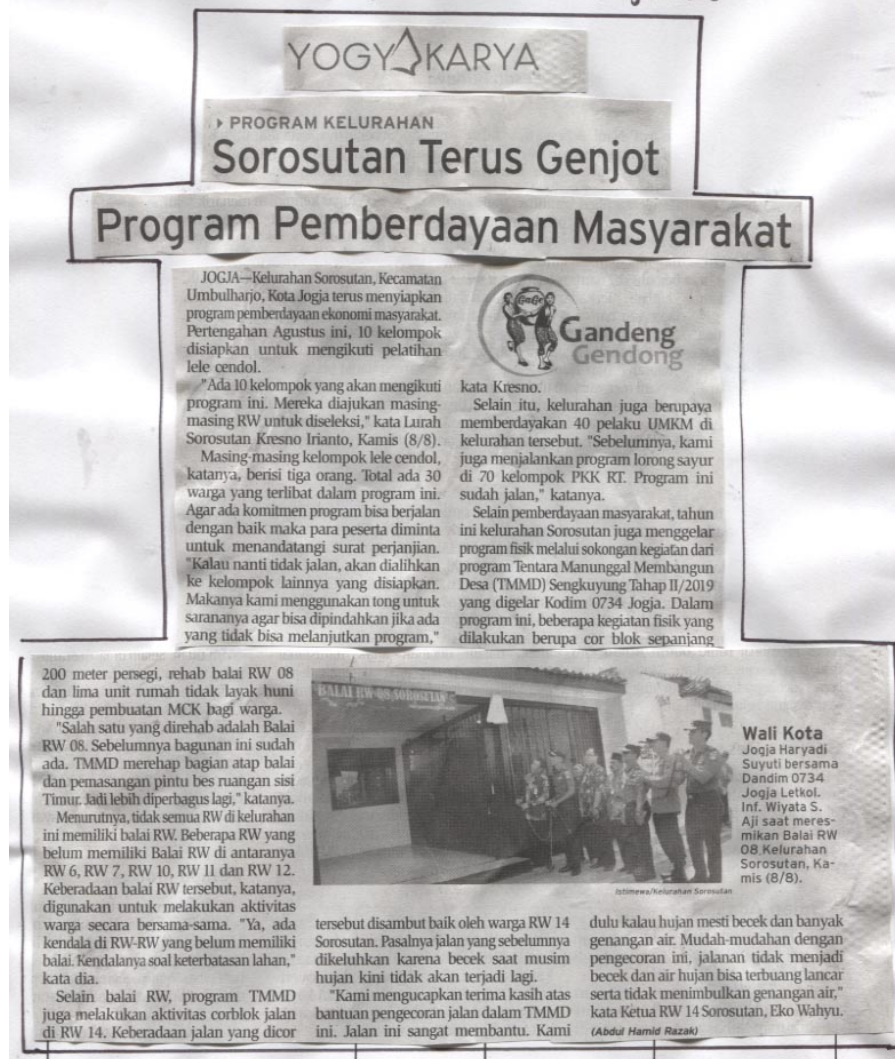 YOGYAKARYA
PROGRAM KELURAHAN
Sorosutan Terus Genjot
Program Pemberdayaan Masyarakat
JOGJA—Kelurahan Sorosutan, Kecamatan
Umbulharjo, Kota Jogja terus menyiapkan
program pemberdayaan ekonomi masyarakat.
Pertengahan Agustus ini, 10 kelompok
disiapkan untuk mengikuti pelatihan
lele cendol.
"Ada 10 kelompok yang akan mengikuti
program ini. Mereka diajukan masing-
masing RW untuk diseleksi," kata Lurah
Sorosutan Kresno Irianto, Kamis (8/8).
Masing-masing kelompok lele cendol,
katanya, berisi tiga orang. Total ada 30
warga yang terlibat dalam program ini.
Agar ada komitmen program bisa berjalan
dengan baik maka para peserta diminta
untuk menandatangi surat perjanjian.
"Kalau nanti tidak jalan, akan dialihkan
ke kelompok lainnya yang disiapkan.
Makanya kami menggunakan tong untuk
sarananya agar bisa dipindahkan jika ada
yang tidak bisa melanjutkan program,"
GaGe
Gandeng
Gendong
kata Kresno.
Selain itu, kelurahan juga berupaya
memberdayakan 40 pelaku UMKM di
kelurahan tersebut. "Sebelumnya, kami
juga menjalankan program lorong sayur
di 70 kelompok PKK RT. Program ini
sudah jalan," katanya.
Selain pemberdayaan masyarakat, tahun
ini kelurahan Sorosutan juga menggelar
program fisik melalui sokongan kegiatan dari
program Tentara Manunggal Membangun
Desa (TMMD) Sengkuyung Tahap II/2019
yang digelar Kodim 0734 Jogja. Dalam
program ini, beberapa kegiatan fisik yang
dilakukan berupa cor blok sepanjang
200 meter persegi, rehab balai RW 08
dan lima unit rumah tidak layak huni
hingga pembuatan MCK bagi warga.
"Salah satu yang direhab adalah Balai
RW 08. Sebelumnya bagunan ini sudah
ada. TMMD merehap bagian atap balai
dan pemasangan pintu bes ruangan sisi
Timur. Jadi lebih diperbagus lagi," katanya.
Menurutnya, tidak semua RW di kelurahan
ini memiliki balai RW. Beberapa RW yang
belum memiliki Balai RW di antaranya
RW 6, RW 7, RW 10, RW 11 dan RW 12.
Keberadaan balai RW tersebut, katanya,
digunakan untuk melakukan aktivitas
warga secara bersama-sama. "Ya, ada
kendala di RW-RW yang belum memiliki
balai. Kendalanya soal keterbatasan lahan,"
kata dia.
Selain balai RW, program TMMD
juga melakukan aktivitas corblok jalan
di RW 14. Keberadaan jalan yang dicor
BALAI RW 08 SOROSUTAN
Wali Kota
Jogja Haryadi
Suyuti bersama
Dandim 0734
Jogja Letkol.
Inf. Wiyata S.
Aji saat meres-
mikan Balai RW
08 Kelurahan
Sorosutan, Ka-
mis (8/8).
Istimewa/Kelurahan Sorosutan
tersebut disambut baik oleh warga RW 14
Sorosutan. Pasalnya jalan yang sebelumnya
dikeluhkan karena becek saat musim
hujan kini tidak akan terjadi lagi.
"Kami mengucapkan terima kasih atas
bantuan pengecoran jalan dalam TMMD
ini. Jalan ini sangat membantu. Kami
dulu kalau hujan mesti becek dan banyak
genangan air. Mudah-mudahan dengan
pengecoran ini, jalanan tidak menjadi
becek dan air hujan bisa terbuang lancar
serta tidak menimbulkan genangan air,"
kata Ketua RW 14 Sorosutan, Eko Wahyu.
(Abdul Hamid Razak)